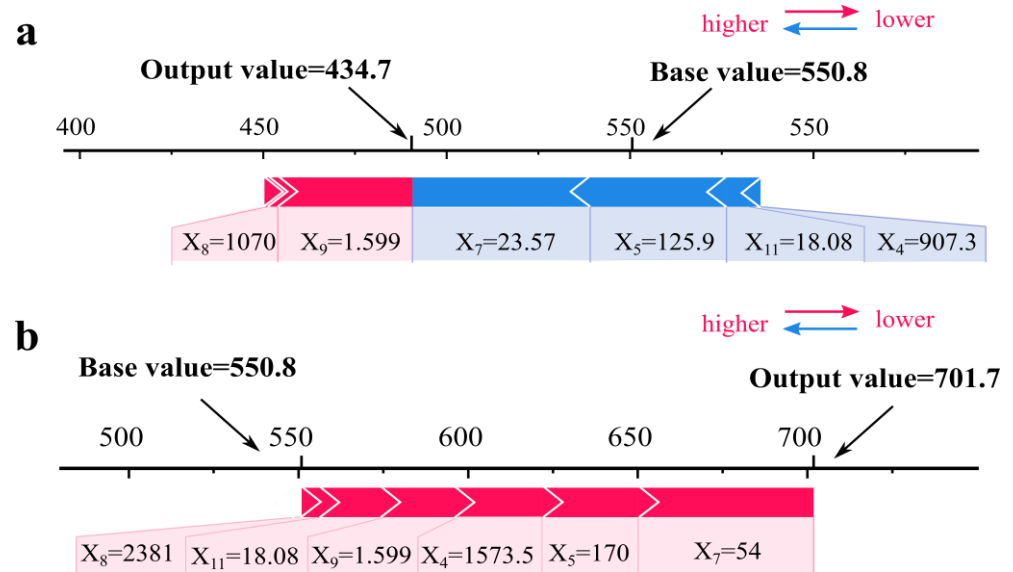 a
higher lower
Output value=434.7 Base value=550.8
400 450 500 550 550
X₈=1070 X₉=1.599 X₇=23.57 X₅=125.9 X₁₁=18.08 X₄=907.3
b
higher lower
Base value=550.8 Output value=701.7
500 550 600 650 700
X₈=2381 X₁₁=18.08 X₉=1.599 X₄=1573.5 X₅=170 X₇=54